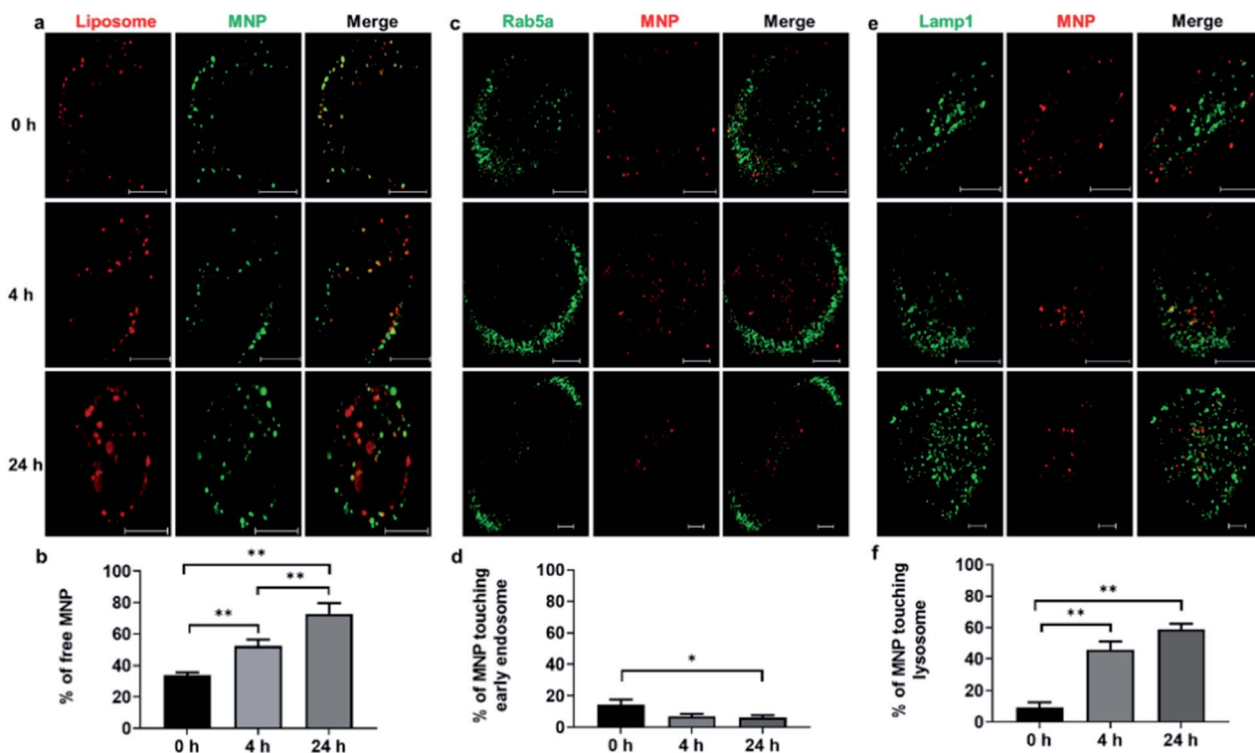 a Liposome MNP Merge c Rab5a MNP Merge e Lamp1 MNP Merge
0 h
4 h
24 h
b
% of free MNP
100
80
60
40
20
0
** ** **
0 h 4 h 24 h
d
% of MNP touching
early endosome
100
80
60
40
20
0
*
0 h 4 h 24 h
f
% of MNP touching
lysosome
100
80
60
40
20
0
** **
0 h 4 h 24 h